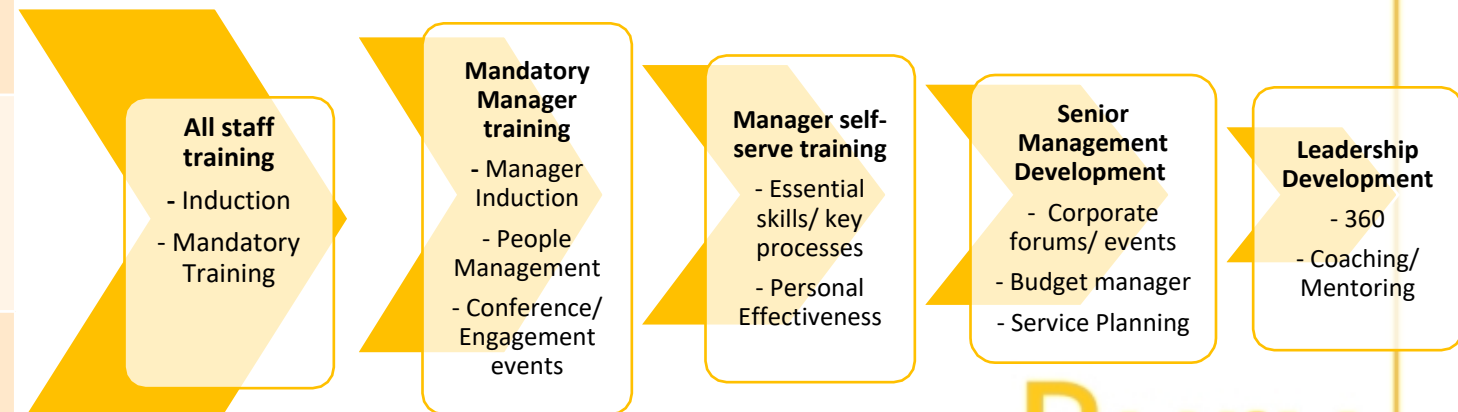 All staff
training
- Induction
- Mandatory
Training
Mandatory
Manager
training
- Manager
Induction
- People
Management
- Conference/
Engagement
events
Manager self-
serve training
- Essential
skills/ key
processes
- Personal
Effectiveness
Senior
Management
Development
- Corporate
forums/ events
- Budget manager
- Service Planning
Leadership
Development
- 360
- Coaching/
Mentoring